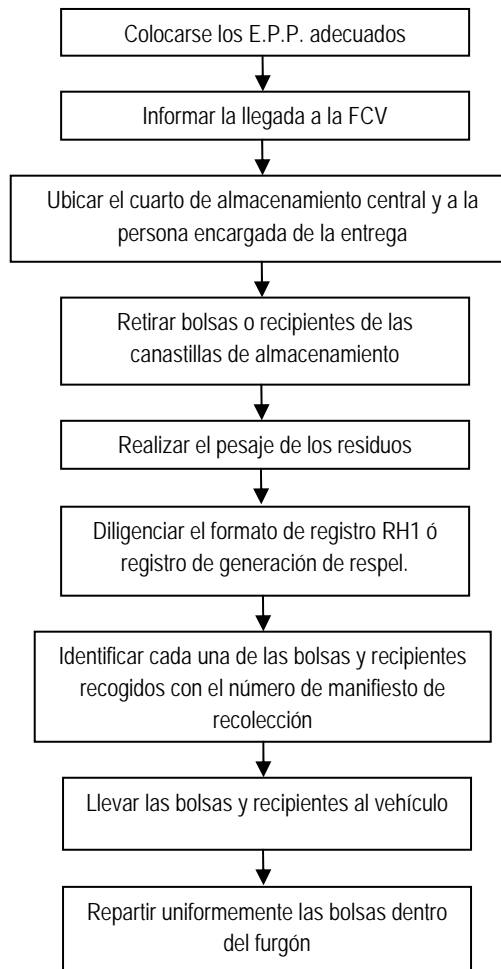 Colocarse los E.P.P. adecuados
Informar la llegada a la FCV
Ubicar el cuarto de almacenamiento central y a la
persona encargada de la entrega
Retirar bolsas o recipientes de las
canastillas de almacenamiento
Realizar el pesaje de los residuos
Diligenciar el formato de registro RH1 ó
registro de generación de respel.
Identificar cada una de las bolsas y recipientes
recogidos con el número de manifiesto de
recolección
Llevar las bolsas y recipientes al vehículo
Repartir uniformemente las bolsas dentro
del furgón